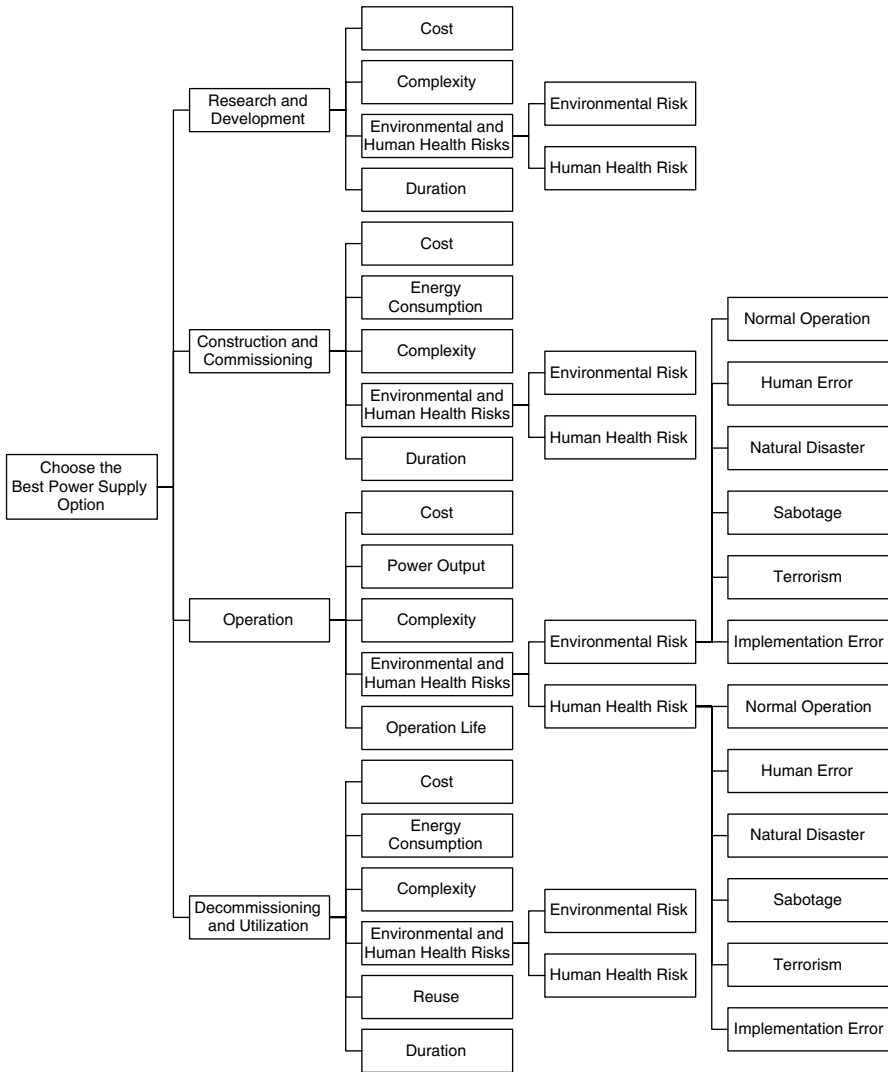 Choose the
Best Power Supply
Option
Research and
Development
Cost
Complexity
Environmental and
Human Health Risks
Environmental Risk
Human Health Risk
Duration
Construction and
Commissioning
Cost
Energy
Consumption
Complexity
Environmental and
Human Health Risks
Environmental Risk
Human Health Risk
Duration
Operation
Cost
Power Output
Complexity
Environmental and
Human Health Risks
Environmental Risk
Normal Operation
Human Error
Natural Disaster
Sabotage
Terrorism
Implementation Error
Human Health Risk
Normal Operation
Human Error
Natural Disaster
Sabotage
Terrorism
Implementation Error
Operation Life
Decommissioning
and Utilization
Cost
Energy
Consumption
Complexity
Environmental and
Human Health Risks
Environmental Risk
Human Health Risk
Reuse
Duration